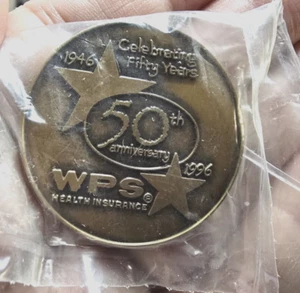 1946
Celebrating
Fifty Years
50th
anniversary
1996
WPS®
HEALTH INSURANCE